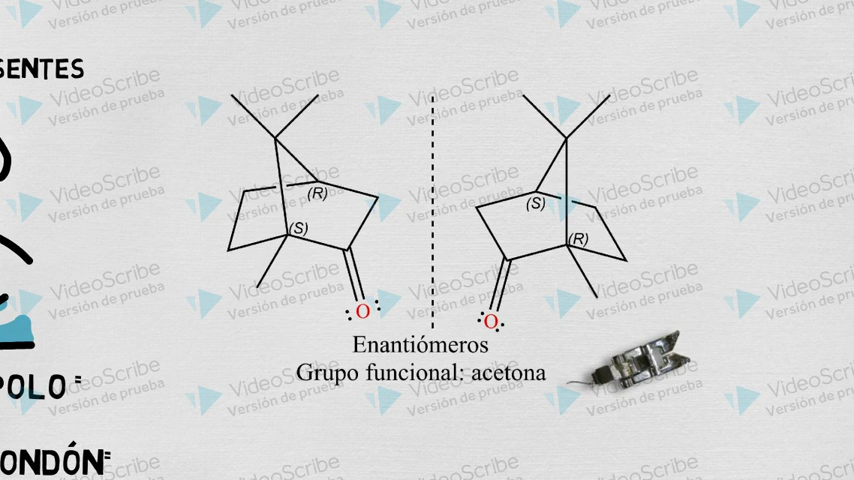 SENTES
(R)
(S)
(S)
(R)
O
O
Enantiómeros
Grupo funcional: acetona
POLO=
ONDÓN=
VideoScribe
Versión de prueba